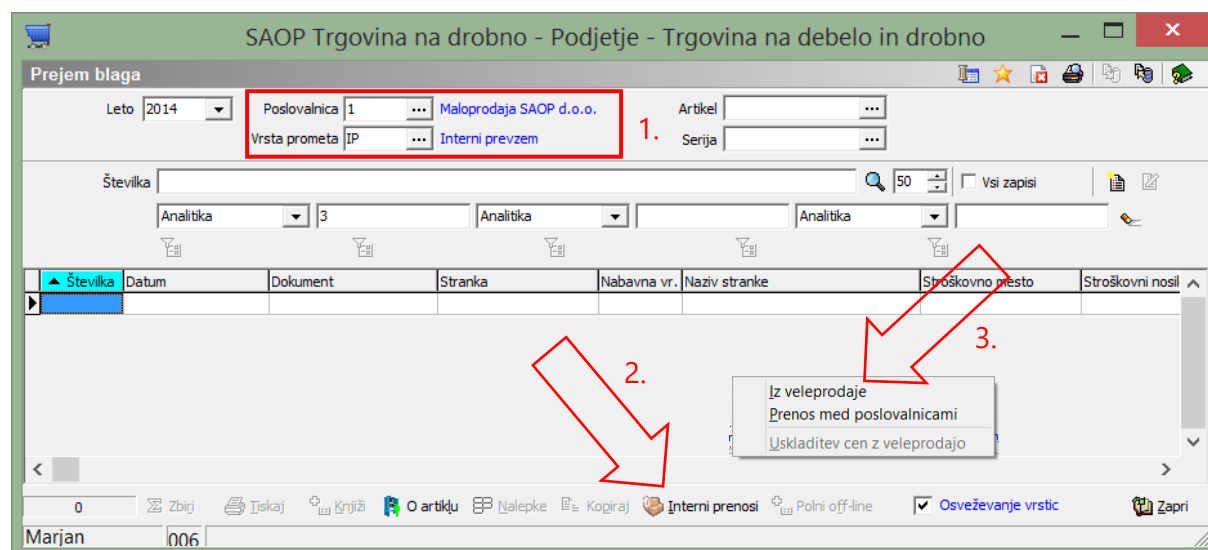 SAOP Trgovina na drobno - Podjetje - Trgovina na debelo in drobno
Prejem blaga
Leto 2014 Poslovalnica 1 ... Maloprodaja SAOP d.o.o. 1. Artikel ...
Vrsta prometa IP ... Interni prevzem Serija ...
Številka 50 Vsi zapisi
Analitika 3 Analitika Analitika
Številka Datum Dokument Stranka Nabavna vr. Naziv stranke Stroškovno mesto Stroškovni nosil
3.
2.
Iz veleprodaje
Prenos med poslovalnicami
Uskladitev cen z veleprodajo
0 Zbirj Tiskaj Knjiži O artiklu Nalepke Kopiraj Interni prenosi Polni off-line Osveževanje vrstic Zapri
Marjan 006